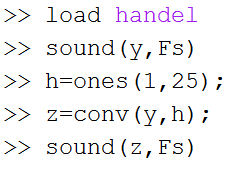 >> load handel
>> sound(y,Fs)
>> h=ones(1,25);
>> z=conv(y,h);
>> sound(z,Fs)